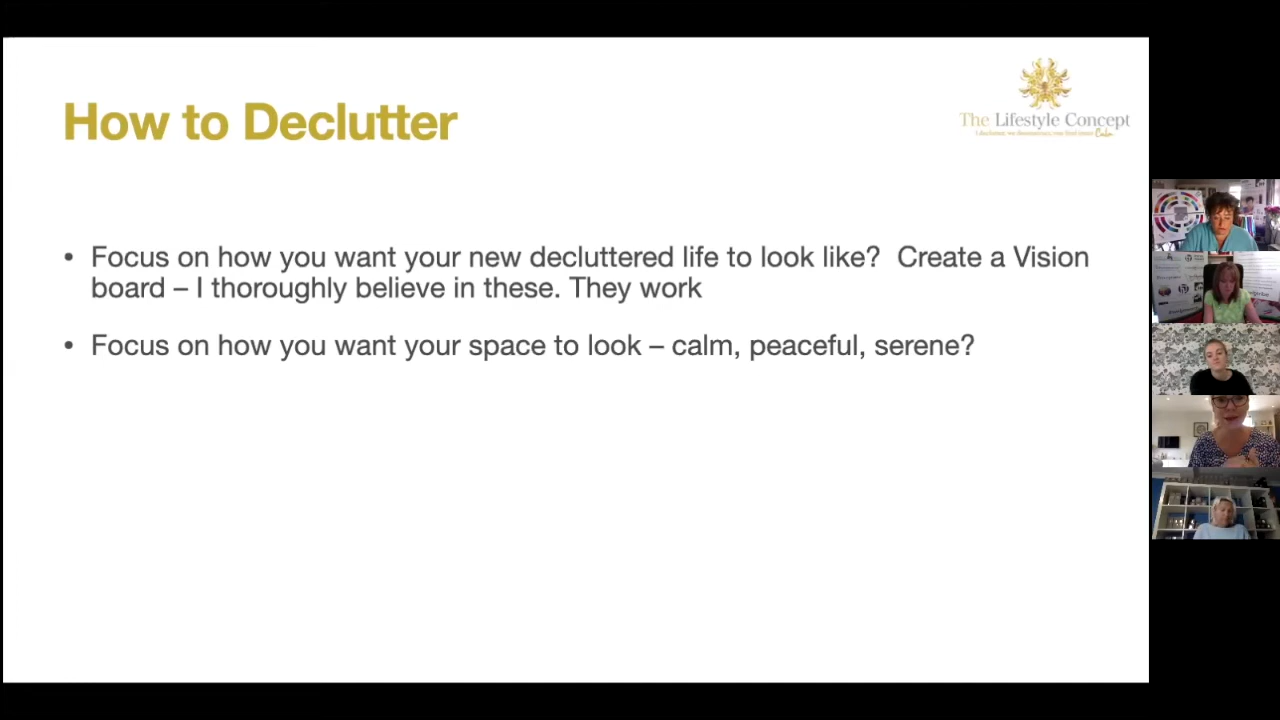 How to Declutter
The Lifestyle Concept
Focus on how you want your new decluttered life to look like?  Create a Vision
board – I thoroughly believe in these. They work
Focus on how you want your space to look – calm, peaceful, serene?